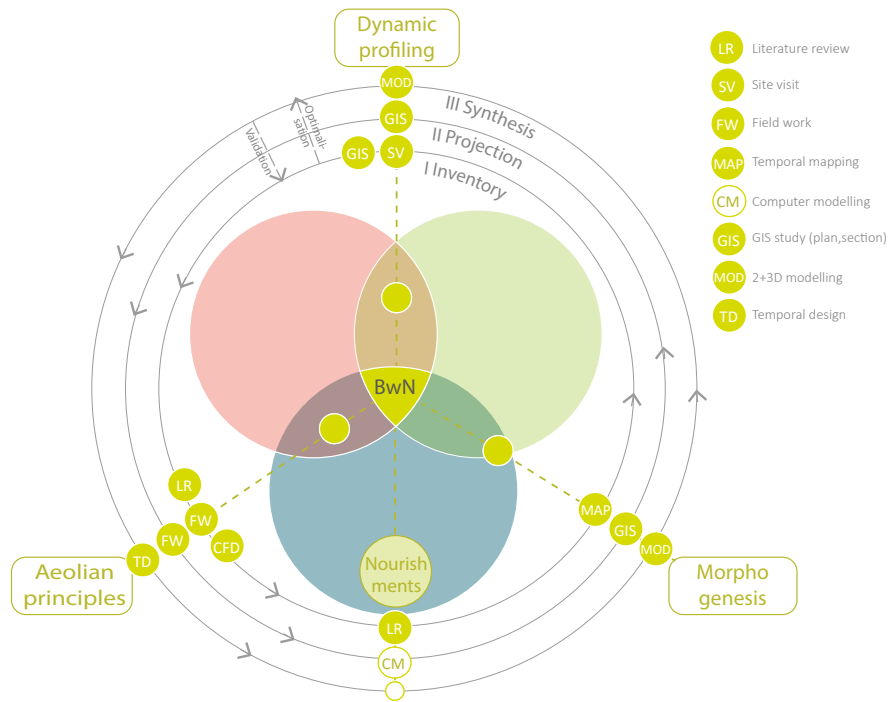 Dynamic
profiling
MOD
GIS
GIS
SV
III Synthesis
II Projection
I Inventory
Optimali-
sation
Validation
BwN
LR
FW
CFD
FW
TD
Aeolian
principles
Nourish
ments
LR
CM
MAP
GIS
MOD
Morpho
genesis
LR Literature review
SV Site visit
FW Field work
MAP Temporal mapping
CM Computer modelling
GIS GIS study (plan,section)
MOD 2+3D modelling
TD Temporal design